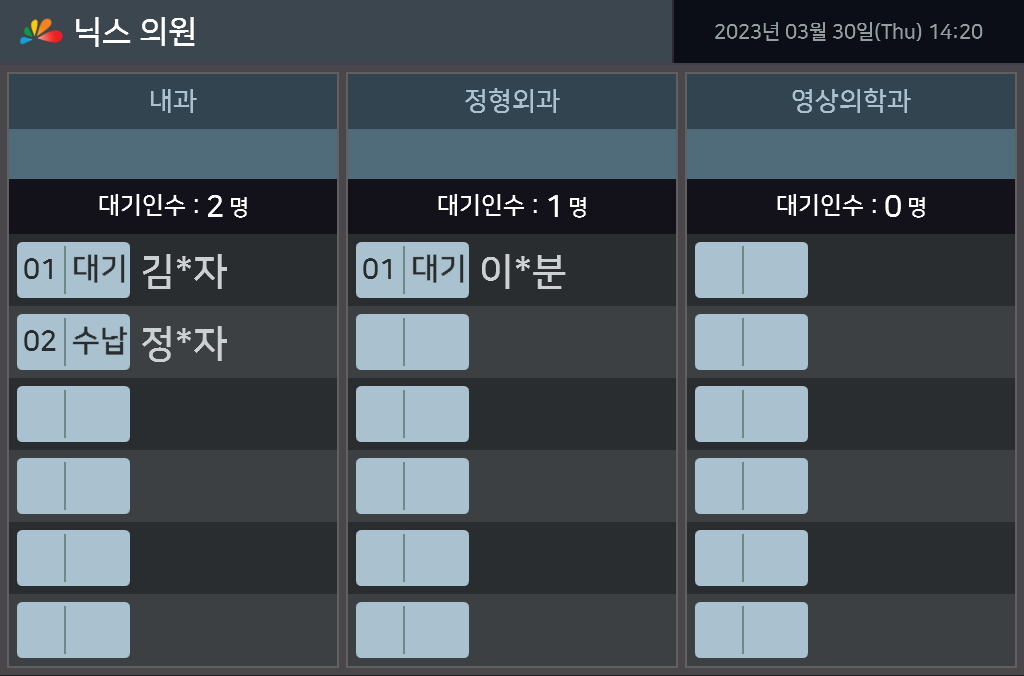 닉스 의원
2023년 03월 30일(Thu) 14:20
내과
대기인수 : 2 명
01 대기 김*자
02 수납 정*자
정형외과
대기인수 : 1 명
01 대기 이*분
영상의학과
대기인수 : 0 명